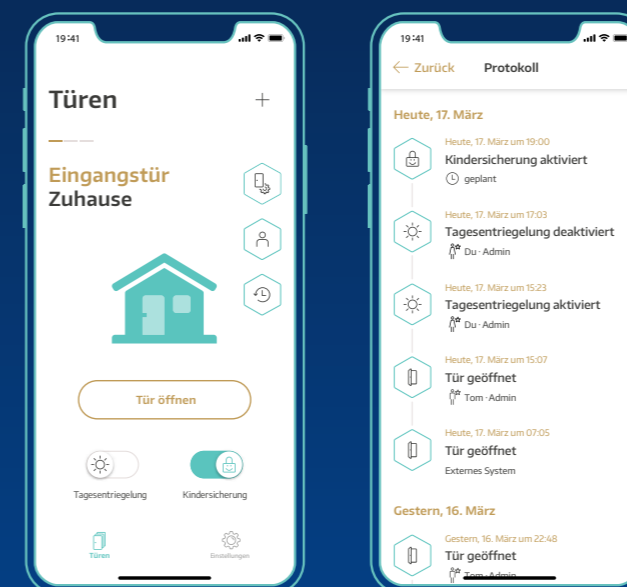 19:41
Türen
Eingangstür
Zuhause
Tür öffnen
Tagesentriegelung
Kindersicherung
Türen
Einstellungen
19:41
Zurück
Protokoll
Heute, 17. März
Heute, 17. März um 19:00
Kindersicherung aktiviert
geplant
Heute, 17. März um 17:03
Tagesentriegelung deaktiviert
Du · Admin
Heute, 17. März um 15:23
Tagesentriegelung aktiviert
Du · Admin
Heute, 17. März um 15:07
Tür geöffnet
Tom · Admin
Heute, 17. März um 07:05
Tür geöffnet
Externes System
Gestern, 16. März
Gestern, 16. März um 22:48
Tür geöffnet
Tom · Admin